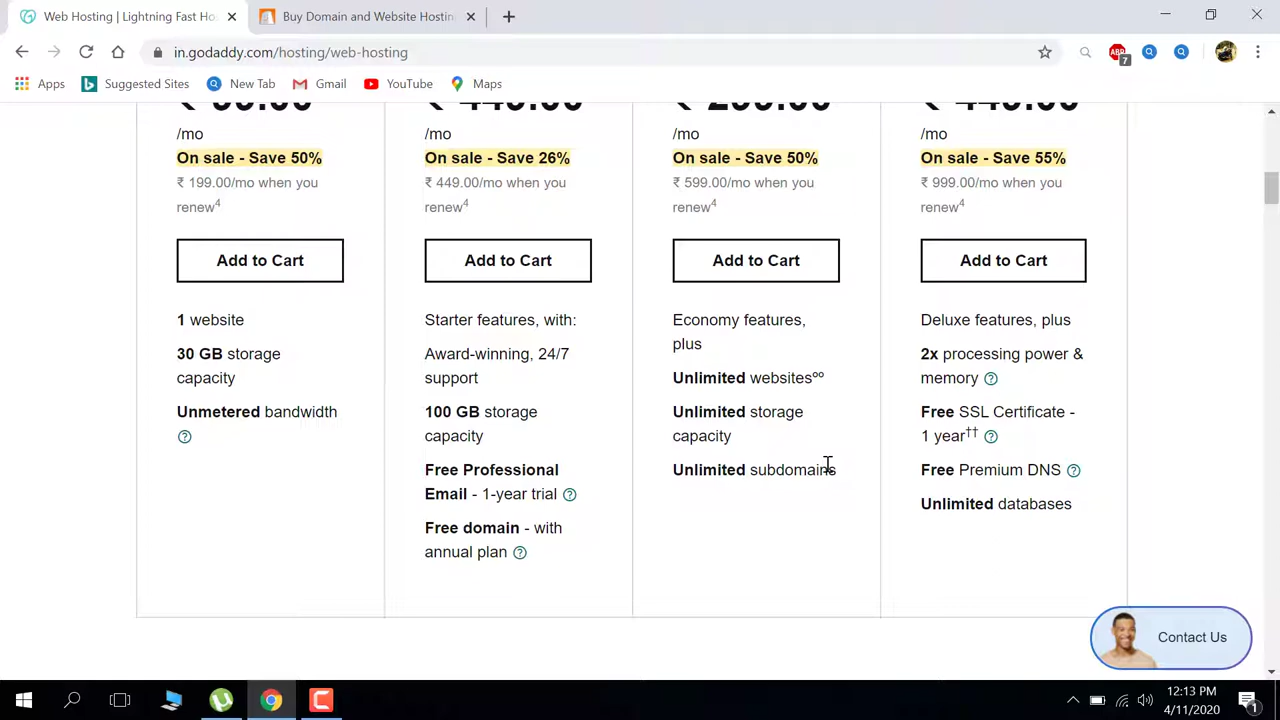 Web Hosting | Lightning Fast Ho
Buy Domain and Website Hostin
in.godaddy.com/hosting/web-hosting
ABP
7
Apps
Suggested Sites
New Tab
Gmail
YouTube
Maps
/mo
On sale - Save 50%
₹ 199.00/mo when you
renew4
Add to Cart
1 website
30 GB storage
capacity
Unmetered bandwidth
?
/mo
On sale - Save 26%
₹ 449.00/mo when you
renew4
Add to Cart
Starter features, with:
Award-winning, 24/7
support
100 GB storage
capacity
Free Professional
Email - 1-year trial ?
Free domain - with
annual plan ?
/mo
On sale - Save 50%
₹ 599.00/mo when you
renew4
Add to Cart
Economy features,
plus
Unlimited websitesºº
Unlimited storage
capacity
Unlimited subdomains
/mo
On sale - Save 55%
₹ 999.00/mo when you
renew4
Add to Cart
Deluxe features, plus
2x processing power &
memory ?
Free SSL Certificate -
1 year†† ?
Free Premium DNS ?
Unlimited databases
Contact Us
12:13 PM
4/11/2020
1